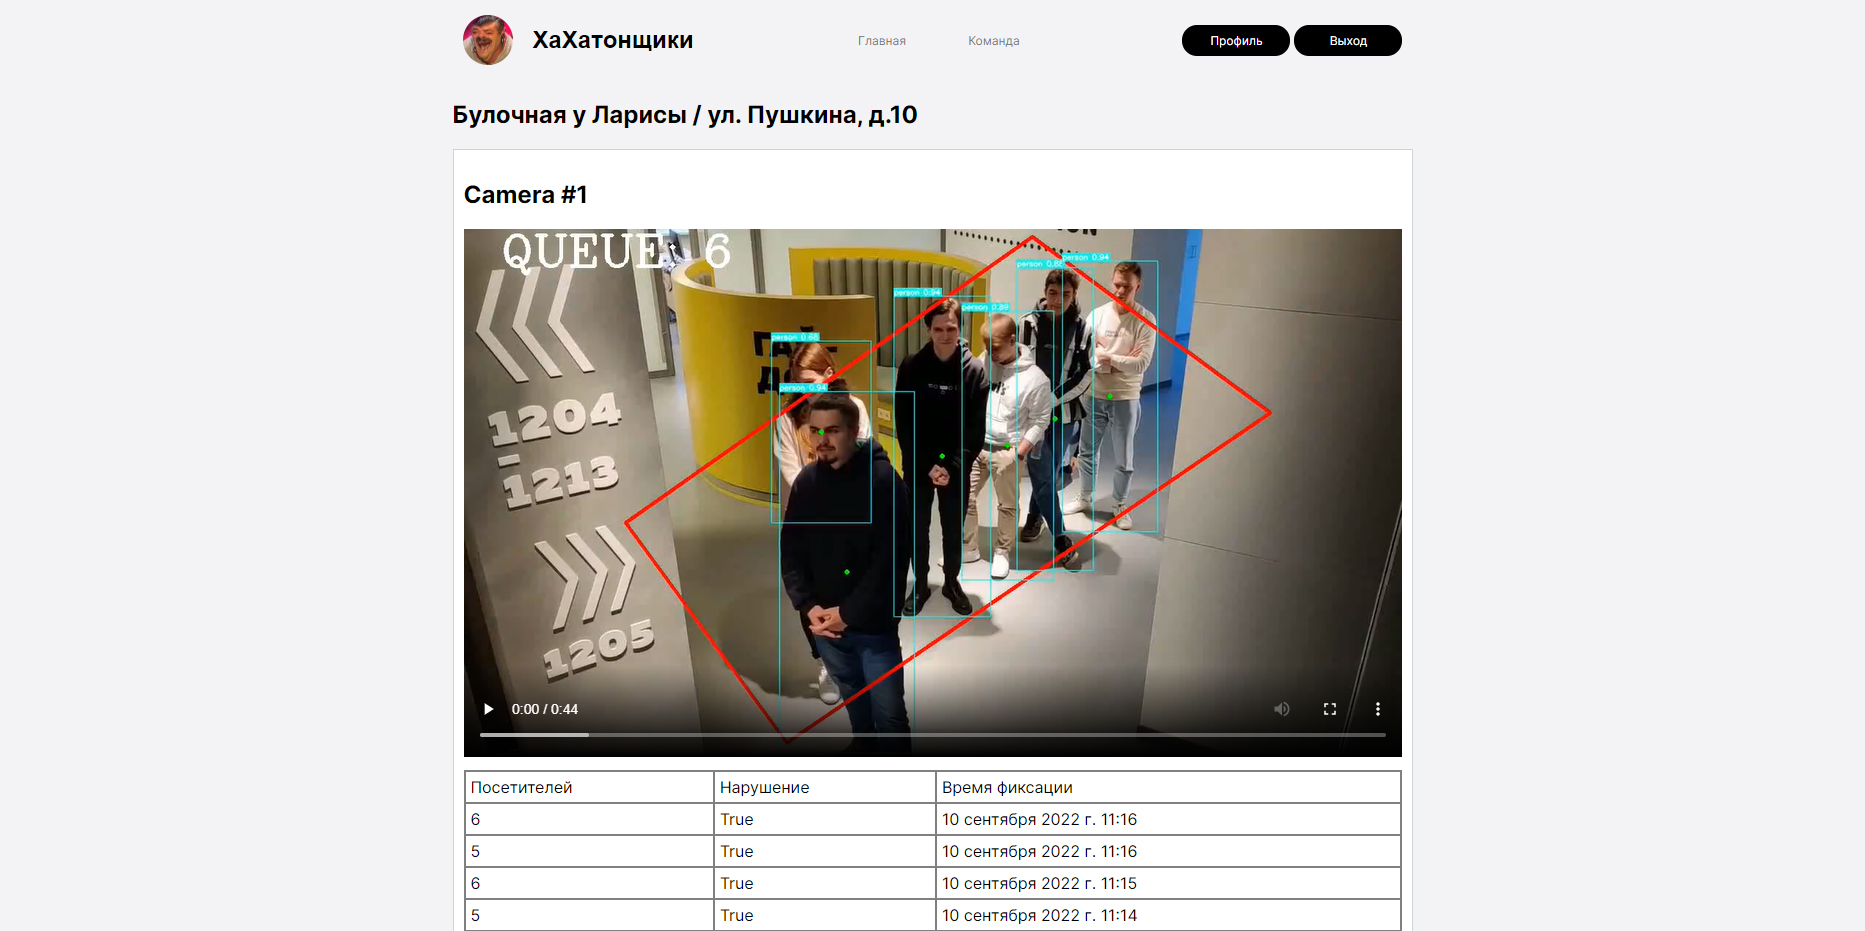 ХаХатонщики
Главная
Команда
Профиль
Выход
Булочная у Ларисы / ул. Пушкина, д.10
Camera #1
QUEUE: 6
person 0.88
person 0.94
person 0.94
person 0.89
person 0.68
person 0.94
1204
-
1213
1205
0:00 / 0:44
Посетителей Нарушение Время фиксации
6 True 10 сентября 2022 г. 11:16
5 True 10 сентября 2022 г. 11:16
6 True 10 сентября 2022 г. 11:15
5 True 10 сентября 2022 г. 11:14